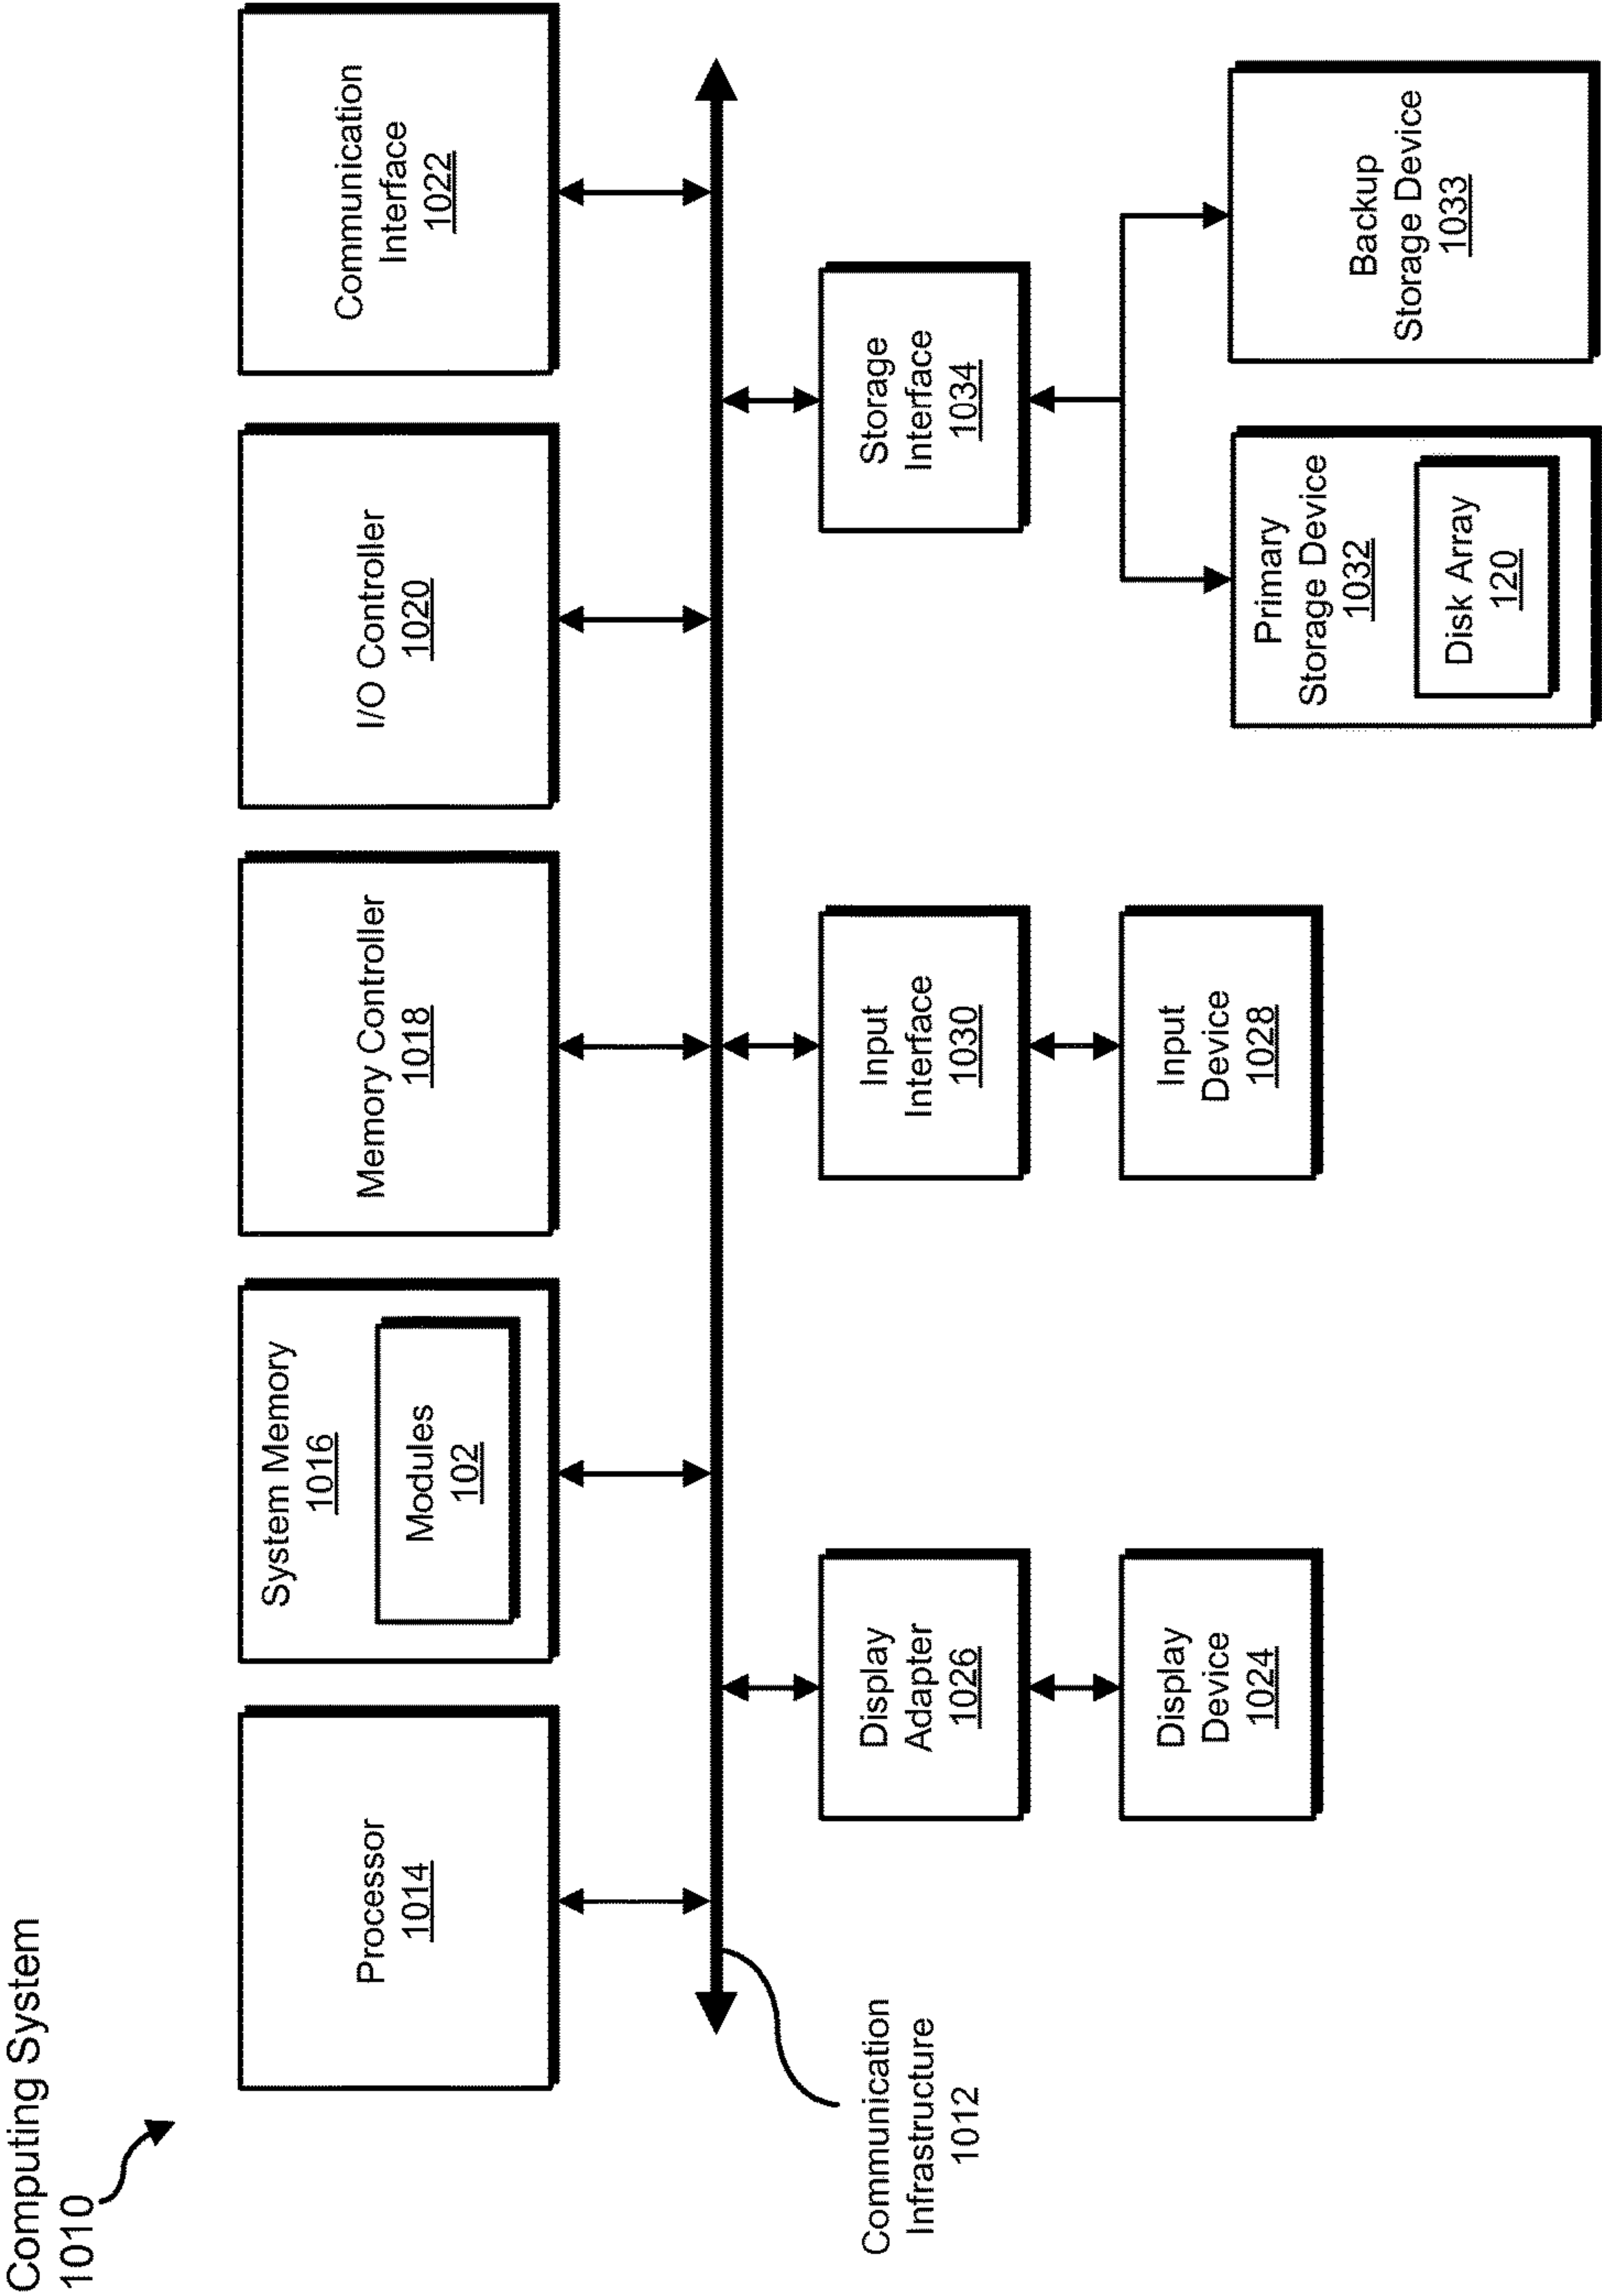 Computing System
1010
Processor
1014
System Memory
1016
Modules
102
Memory Controller
1018
I/O Controller
1020
Communication
Interface
1022
Communication
Infrastructure
1012
Display
Adapter
1026
Input
Interface
1030
Storage
Interface
1034
Display
Device
1024
Input
Device
1028
Primary
Storage Device
1032
Disk Array
120
Backup
Storage Device
1033